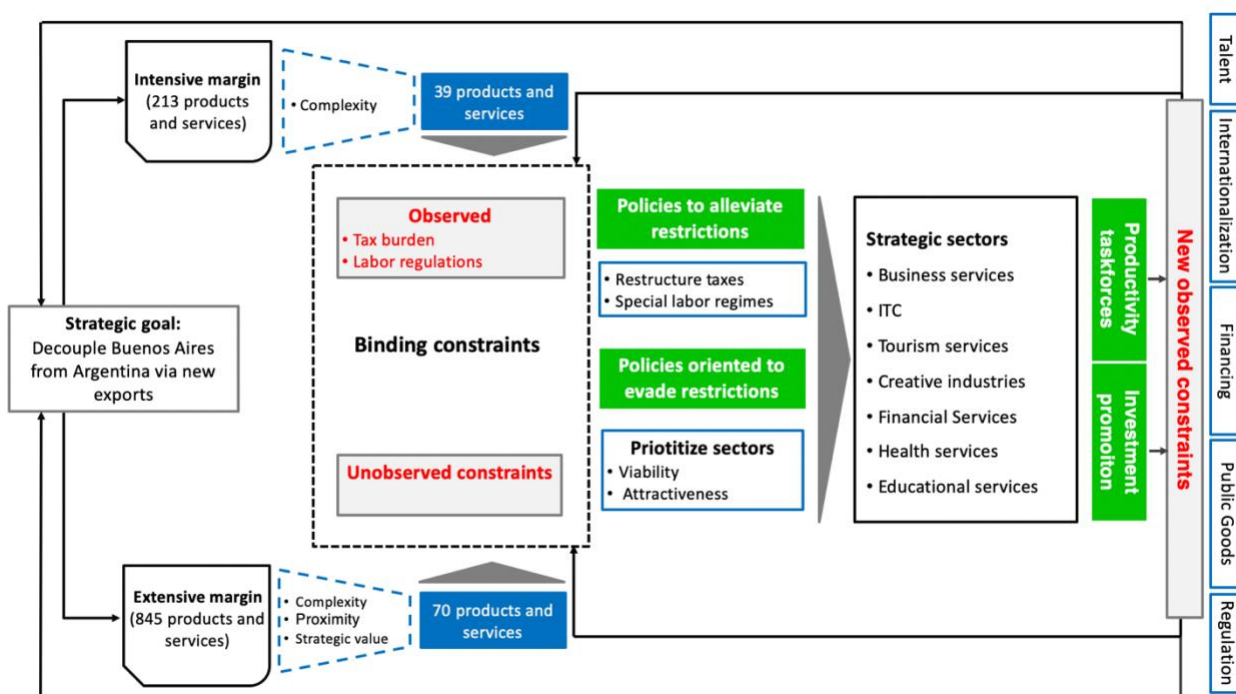 Intensive margin
(213 products
and services)
• Complexity
39 products and
services
Observed
• Tax burden
• Labor regulations
Binding constraints
Unobserved constraints
Strategic goal:
Decouple Buenos Aires
from Argentina via new
exports
Extensive margin
(845 products and
services)
• Complexity
• Proximity
• Strategic value
70 products and
services
Policies to alleviate
restrictions
• Restructure taxes
• Special labor regimes
Policies oriented to
evade restrictions
Priotitize sectors
• Viability
• Attractiveness
Strategic sectors
• Business services
• ITC
• Tourism services
• Creative industries
• Financial Services
• Health services
• Educational services
Productivity
taskforces
Investment
promoiton
New observed constraints
Talent
Internationalization
Financing
Public Goods
Regulation